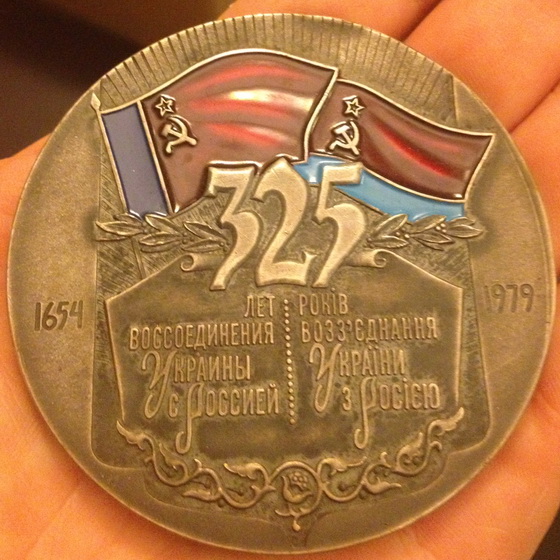 325
1654
1979
ЛЕТ
ВОССОЕДИНЕНИЯ
УКРАИНЫ
С РОССИЕЙ
РОКІВ
ВОЗЗ'ЄДНАННЯ
УКРАЇНИ
З РОСІЄЮ